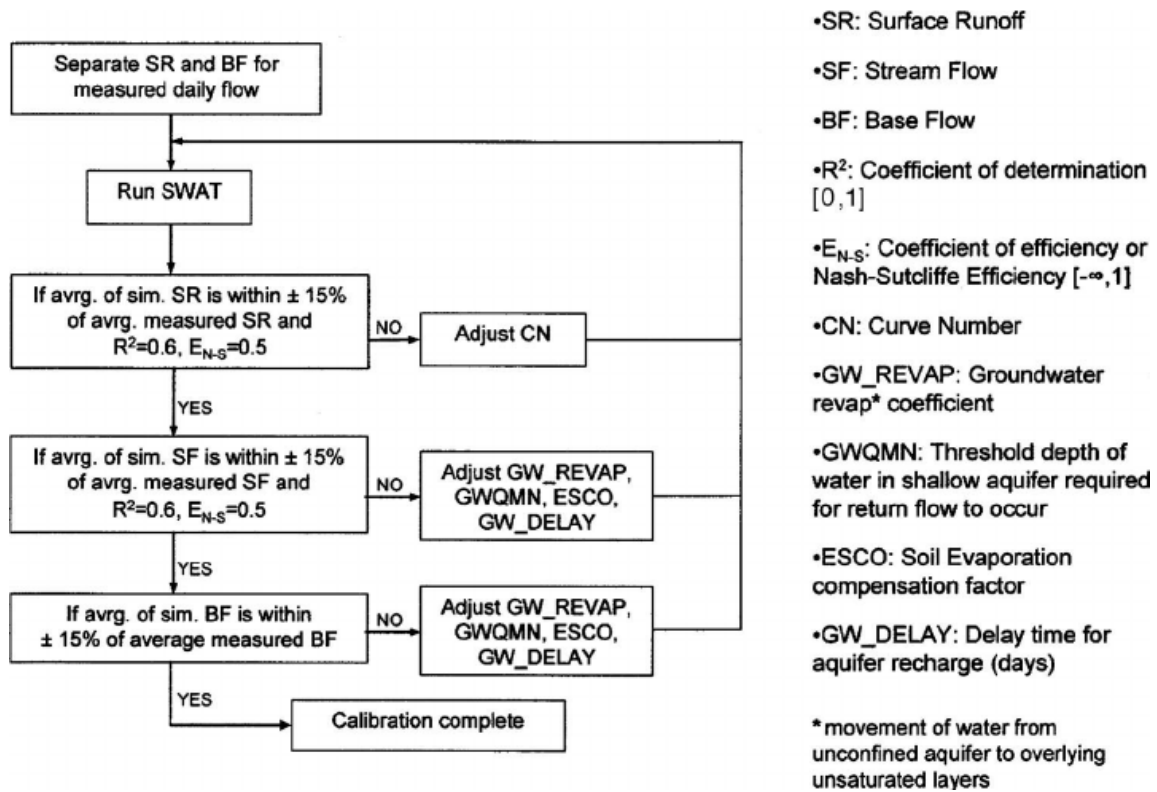 Separate SR and BF for
measured daily flow
Run SWAT
If avrg. of sim. SR is within ± 15%
of avrg. measured SR and
R²=0.6, E_N-S=0.5
NO
Adjust CN
YES
If avrg. of sim. SF is within ± 15%
of avrg. measured SF and
R²=0.6, E_N-S=0.5
NO
Adjust GW_REVAP,
GWQMN, ESCO,
GW_DELAY
YES
If avrg. of sim. BF is within
± 15% of average measured BF
NO
Adjust GW_REVAP,
GWQMN, ESCO,
GW_DELAY
YES
Calibration complete
•SR: Surface Runoff
•SF: Stream Flow
•BF: Base Flow
•R²: Coefficient of determination
[0,1]
•E_N-S: Coefficient of efficiency or
Nash-Sutcliffe Efficiency [-∞,1]
•CN: Curve Number
•GW_REVAP: Groundwater
revap* coefficient
•GWQMN: Threshold depth of
water in shallow aquifer required
for return flow to occur
•ESCO: Soil Evaporation
compensation factor
•GW_DELAY: Delay time for
aquifer recharge (days)
*movement of water from
unconfined aquifer to overlying
unsaturated layers